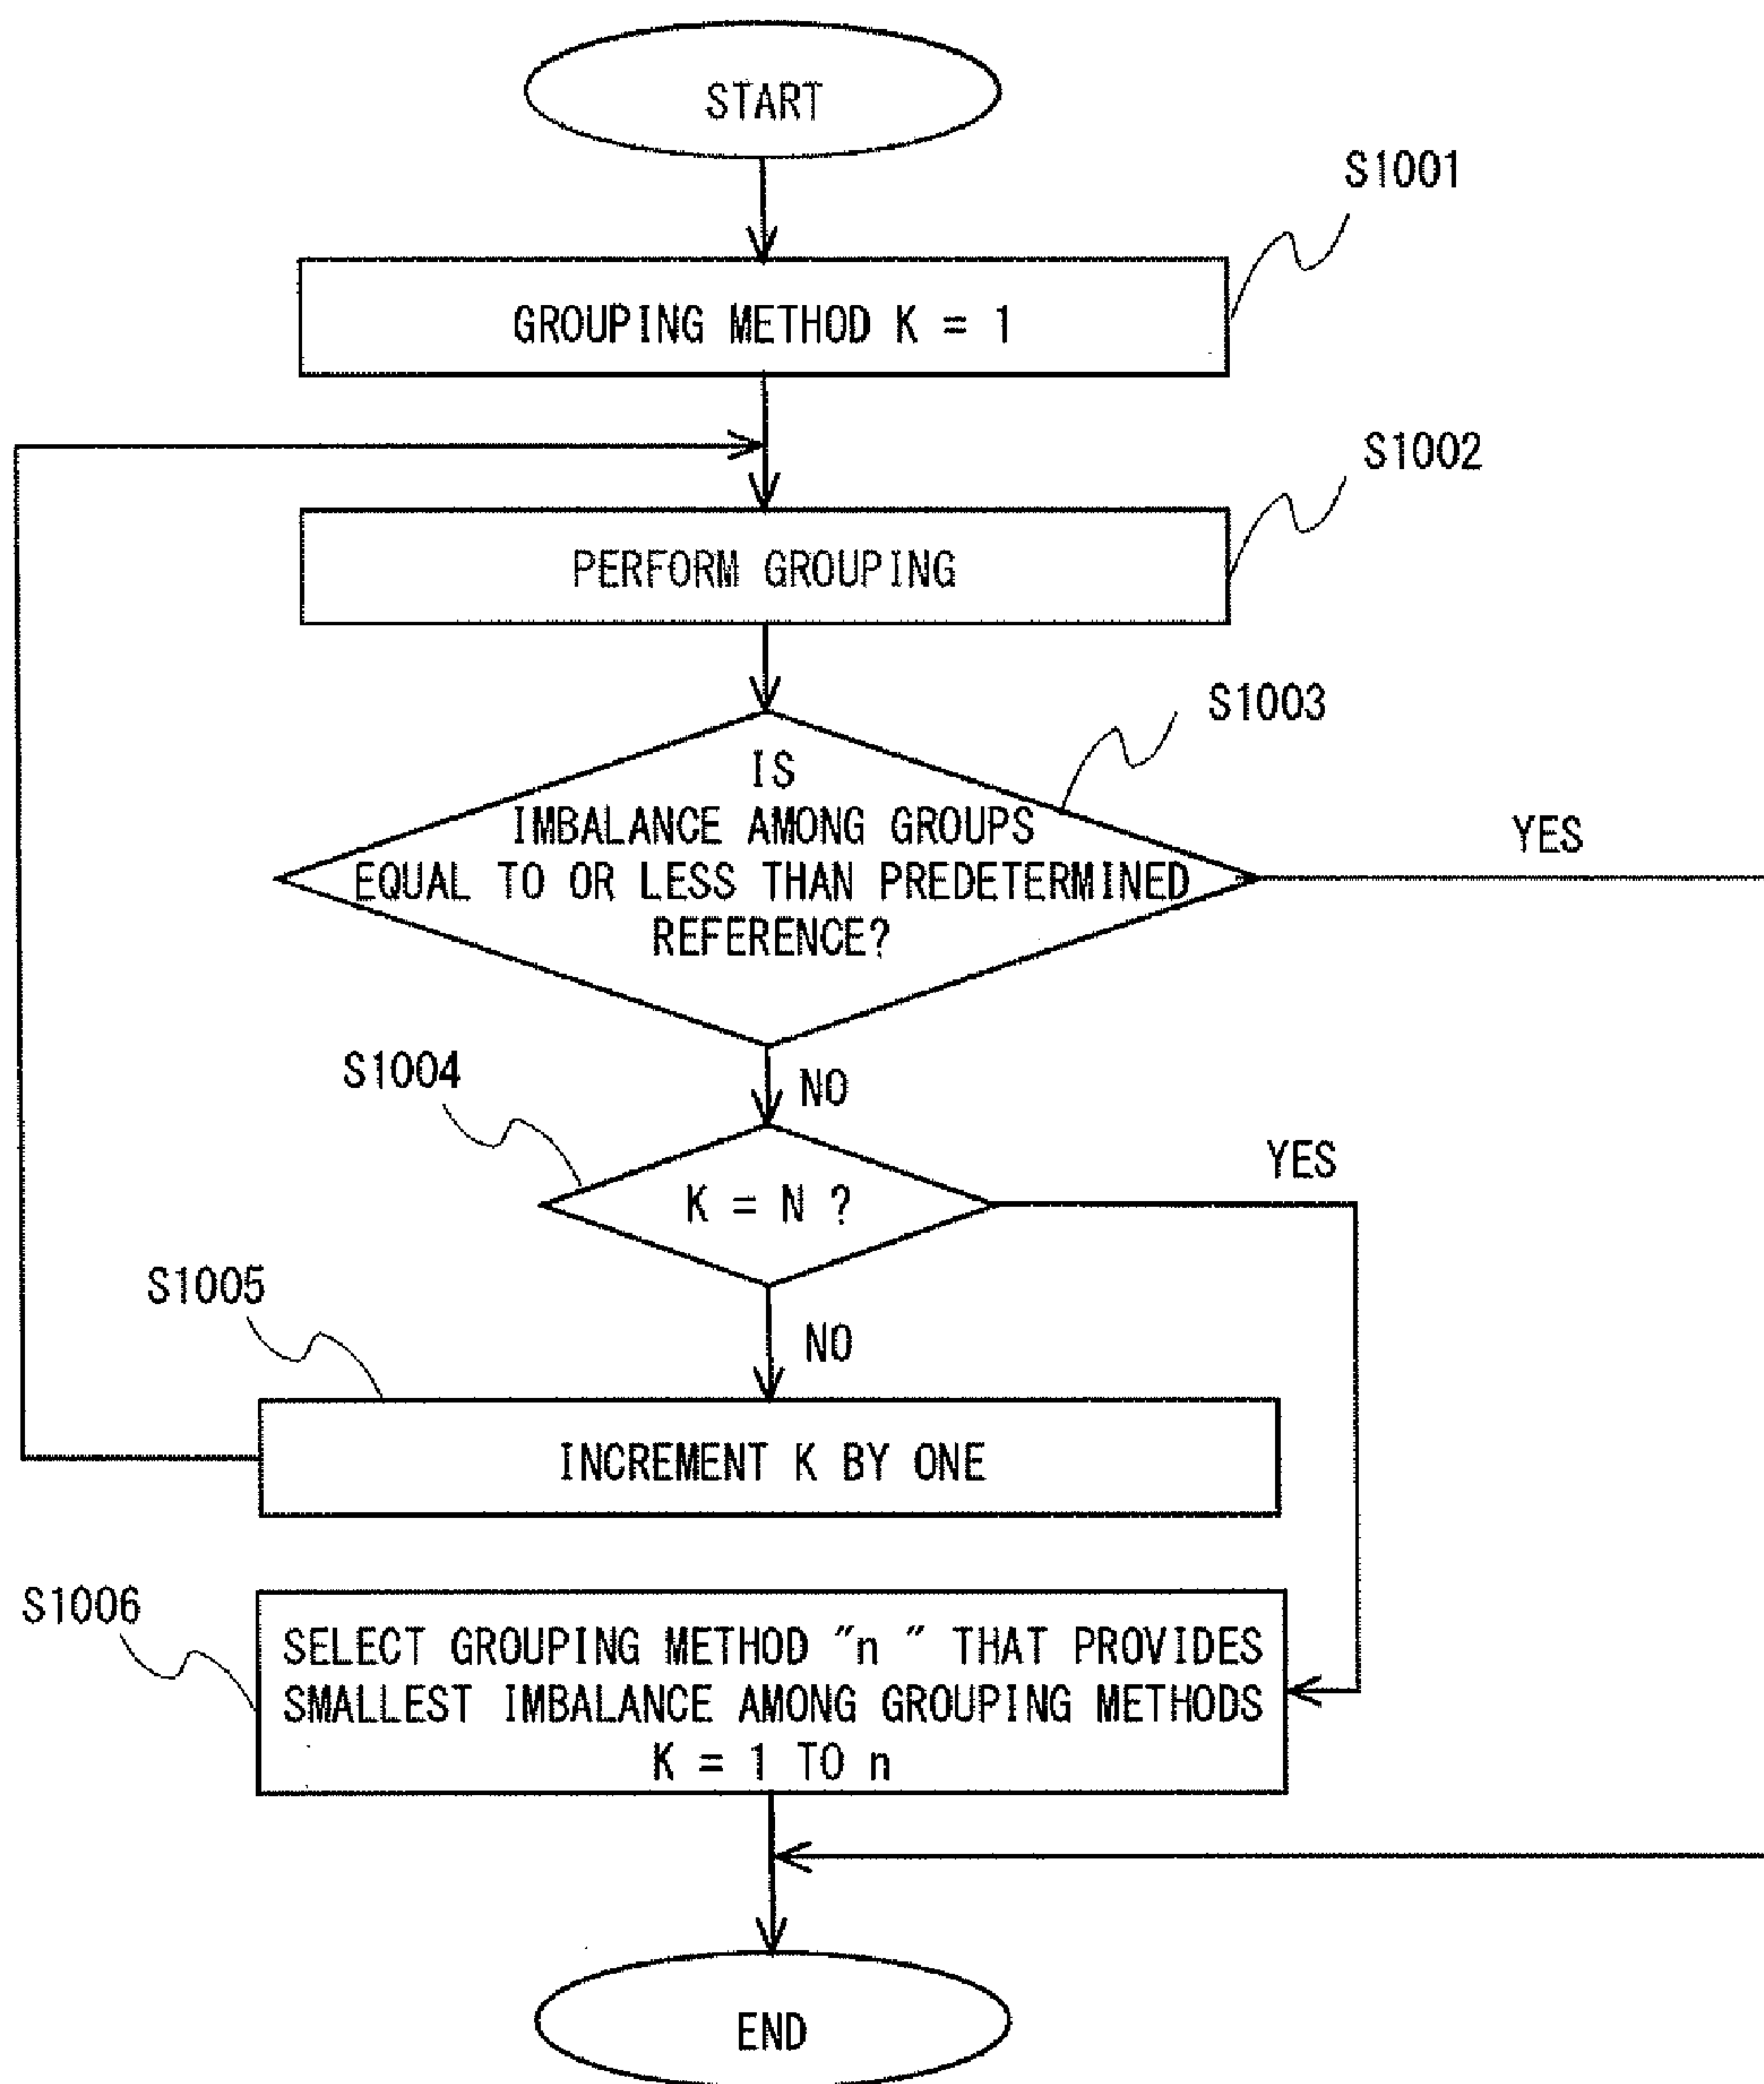 START
S1001
GROUPING METHOD K = 1
S1002
PERFORM GROUPING
S1003
IS
IMBALANCE AMONG GROUPS
EQUAL TO OR LESS THAN PREDETERMINED
REFERENCE?
YES
NO
S1004
K = N ?
YES
NO
S1005
INCREMENT K BY ONE
S1006
SELECT GROUPING METHOD "n " THAT PROVIDES
SMALLEST IMBALANCE AMONG GROUPING METHODS
K = 1 TO n
END